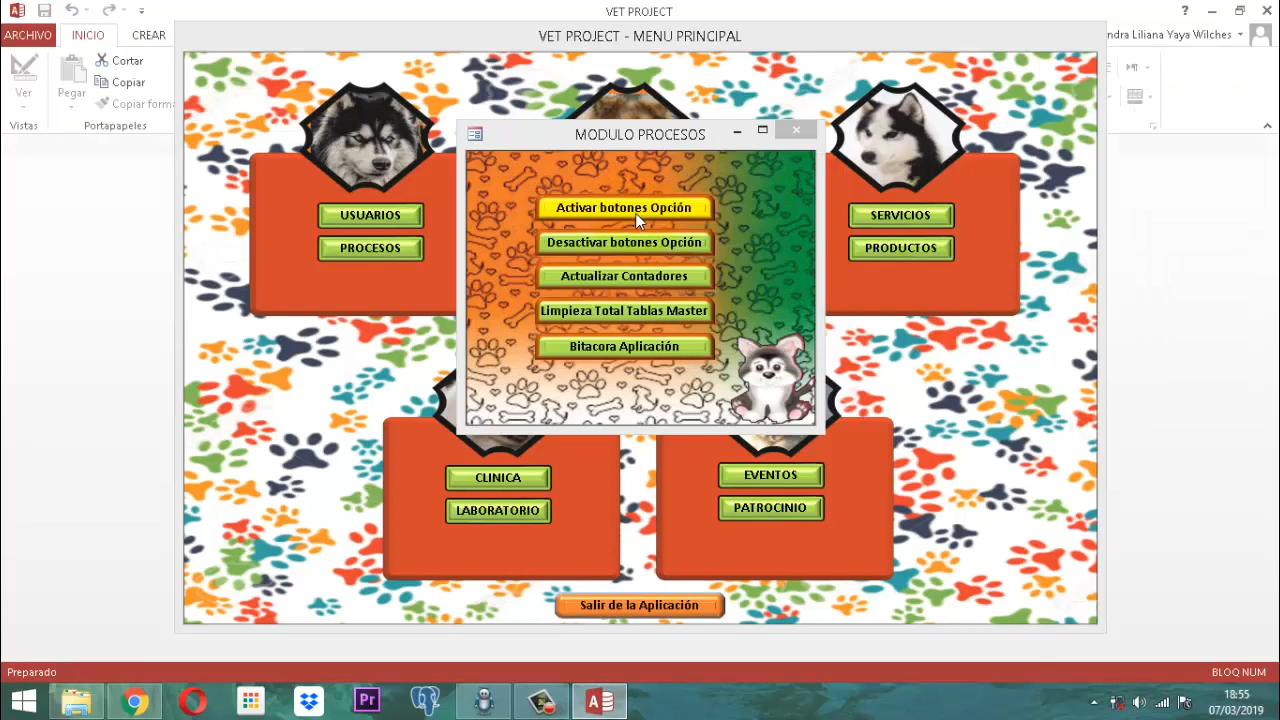 VET PROJECT
ARCHIVO
INICIO
CREAR
ndra Liliana Yaya Wilches
Ver
Pegar
Cortar
Copiar
Copiar forma
Vistas
Portapapeles
VET PROJECT - MENU PRINCIPAL
MODULO PROCESOS
USUARIOS
PROCESOS
Activar botones Opción
Desactivar botones Opción
Actualizar Contadores
Limpieza Total Tablas Master
Bitacora Aplicación
SERVICIOS
PRODUCTOS
CLINICA
LABORATORIO
EVENTOS
PATROCINIO
Salir de la Aplicación
Preparado
BLOQ NUM
Pr
18:55
07/03/2019